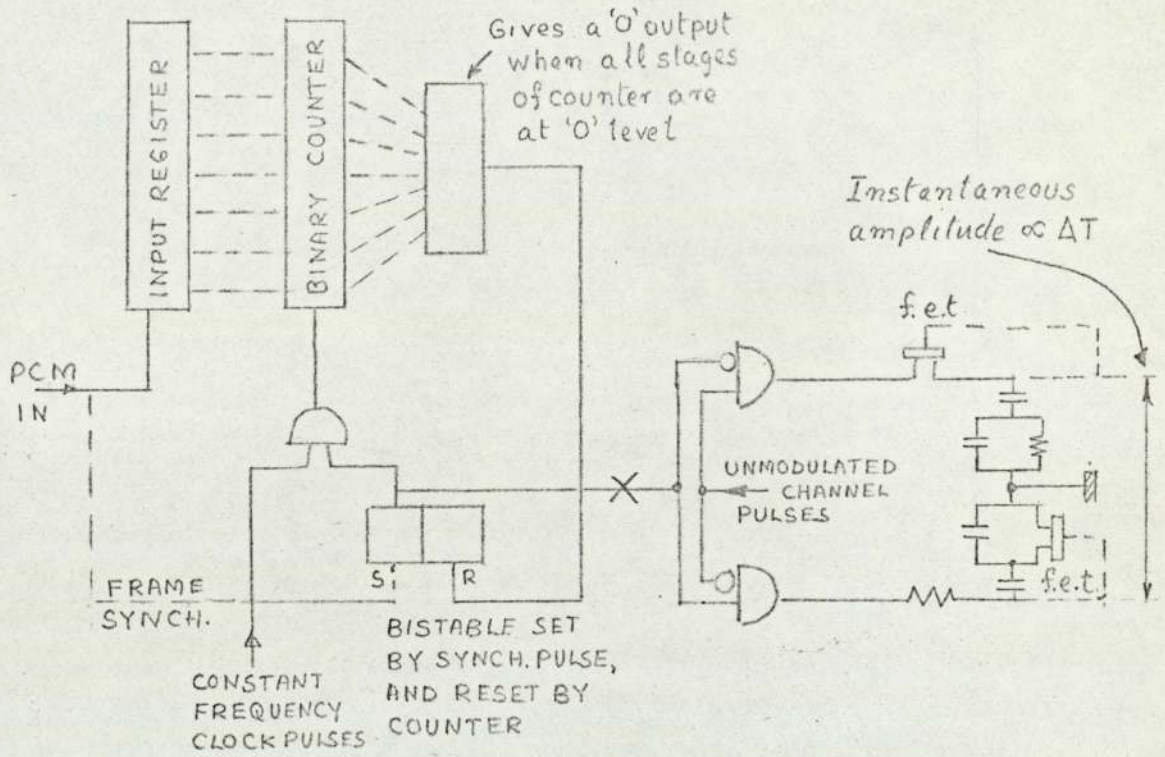 Gives a '0' output
when all stages
of counter are
at '0' level
INPUT REGISTER
BINARY COUNTER
Instantaneous
amplitude ∝ ΔT
f.e.t
PCM
IN
UNMODULATED
CHANNEL
PULSES
S
R
f.e.t.
FRAME
SYNCH.
BISTABLE SET
BY SYNCH. PULSE,
AND RESET BY
COUNTER
CONSTANT
FREQUENCY
CLOCK PULSES